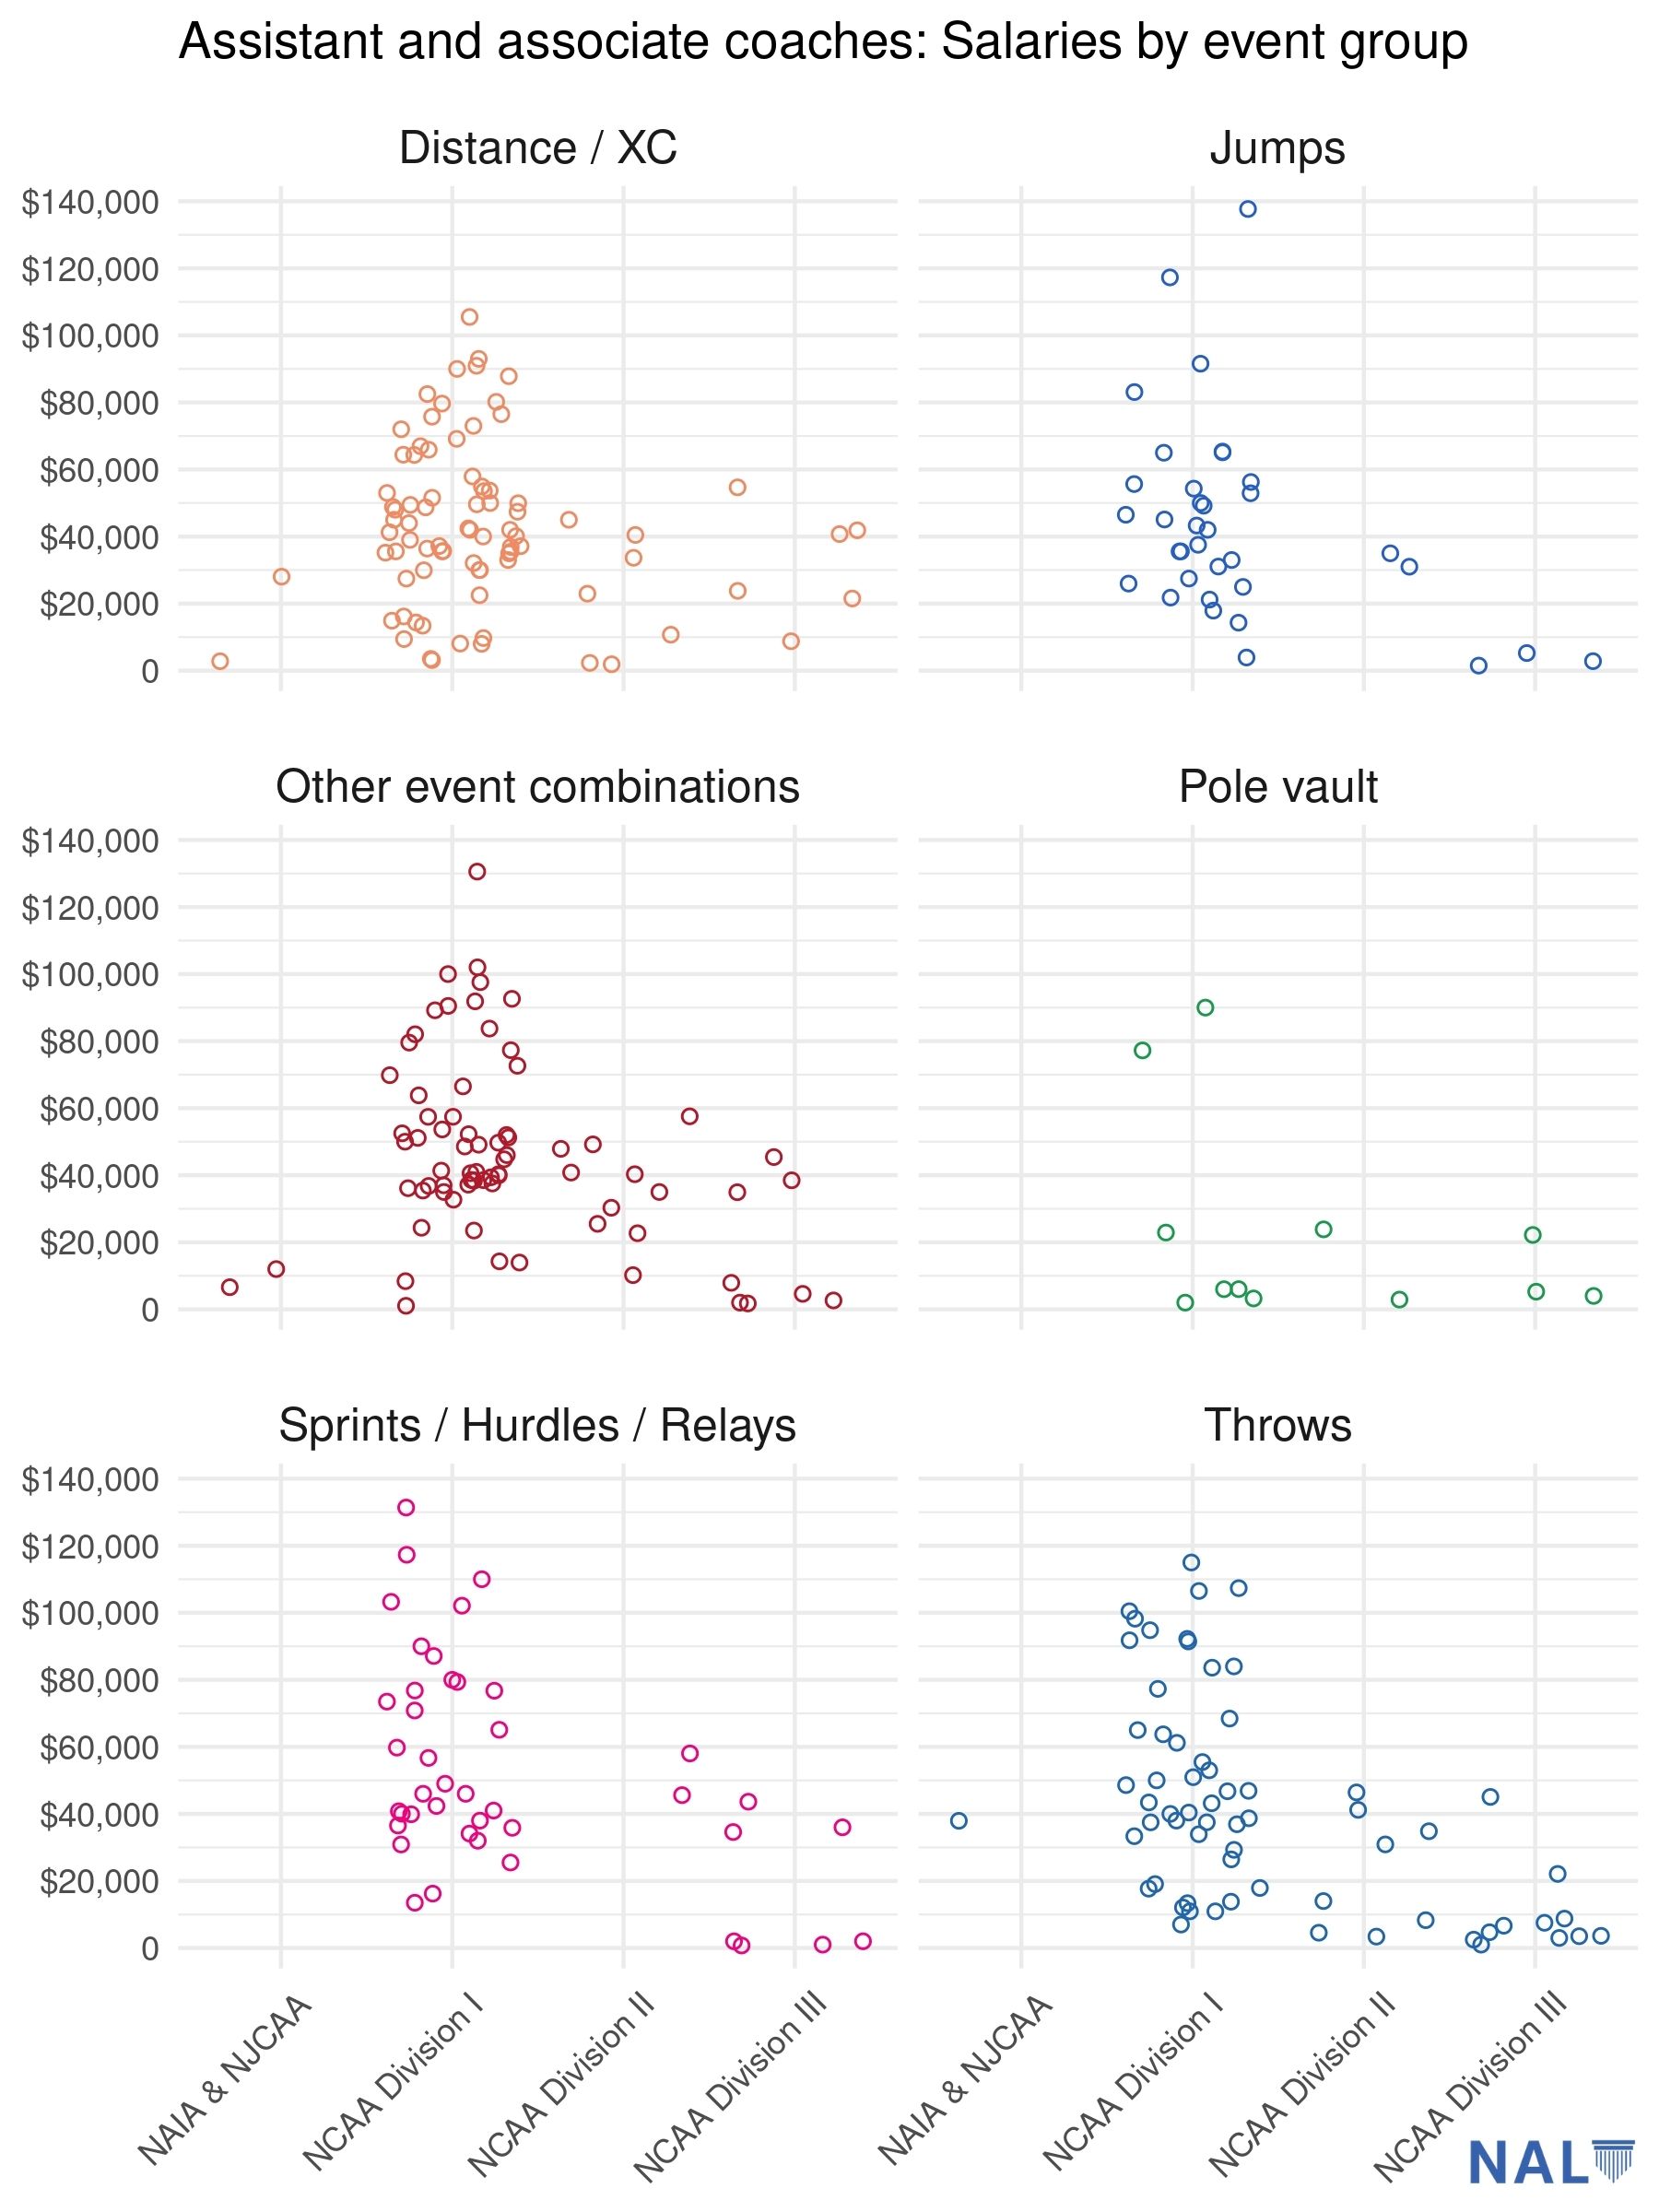 Assistant and associate coaches: Salaries by event group
Distance / XC
Jumps
$140,000
$120,000
$100,000
$80,000
$60,000
$40,000
$20,000
0
Other event combinations
Pole vault
$140,000
$120,000
$100,000
$80,000
$60,000
$40,000
$20,000
0
Sprints / Hurdles / Relays
Throws
$140,000
$120,000
$100,000
$80,000
$60,000
$40,000
$20,000
0
NAIA & NJCAA
NCAA Division I
NCAA Division II
NCAA Division III
NAIA & NJCAA
NCAA Division I
NCAA Division II
NCAA Division III
NAL